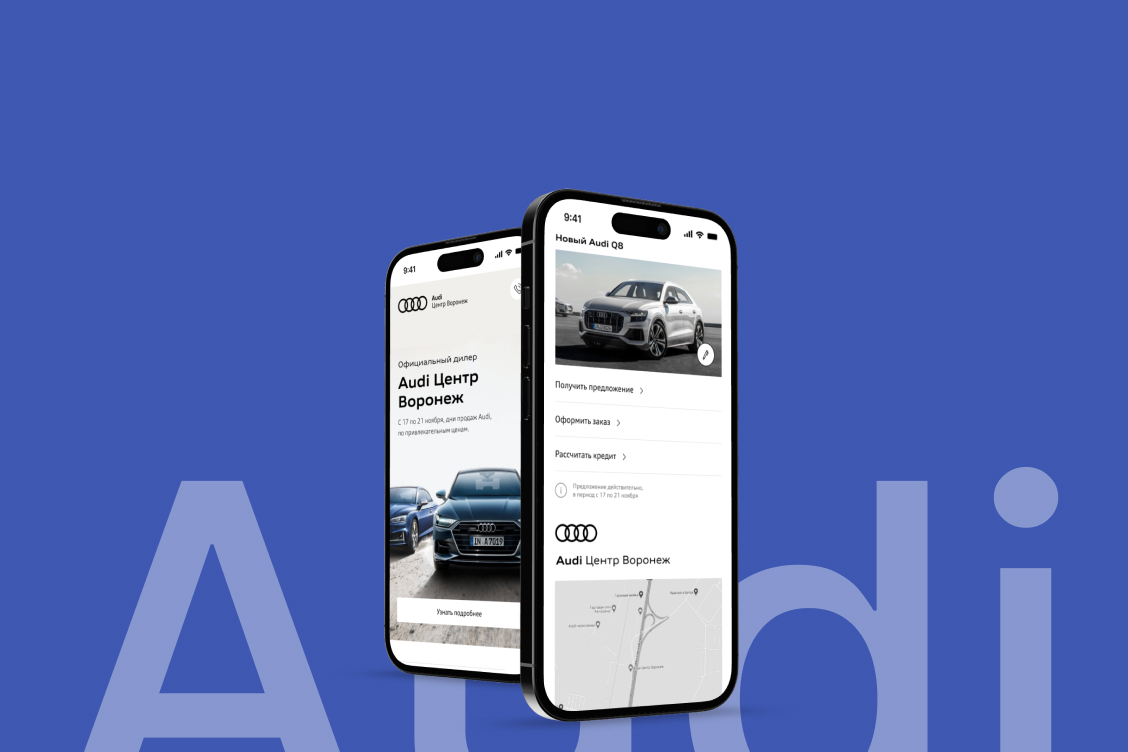 9:41
Audi
Центр Воронеж
Официальный дилер
Audi Центр
Воронеж
С 17 по 21 ноября, дни продаж Audi,
по привлекательным ценам.
IN A 7019
Узнать подробнее
9:41
Новый Audi Q8
Получить предложение
Оформить заказ
Рассчитать кредит
Предложение действительно,
в период с 17 по 21 ноября
Audi Центр Воронеж
Audi